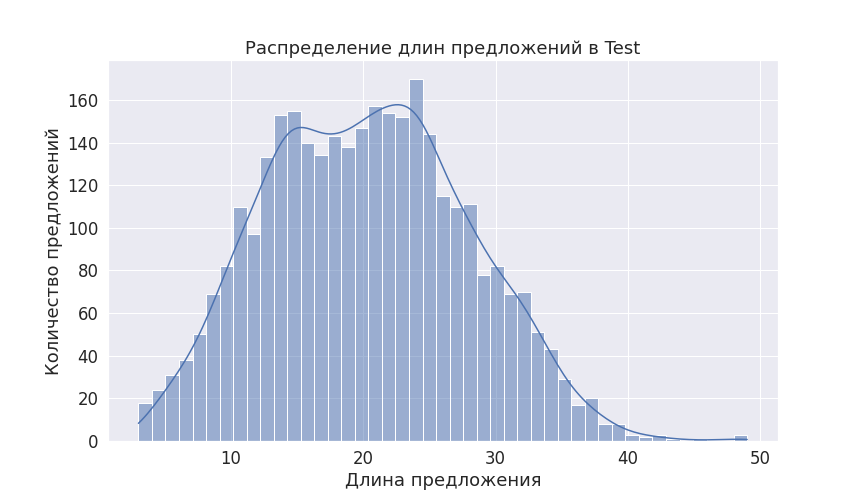 Распределение длин предложений в Test
Количество предложений
160
140
120
100
80
60
40
20
0
10 20 30 40 50
Длина предложения